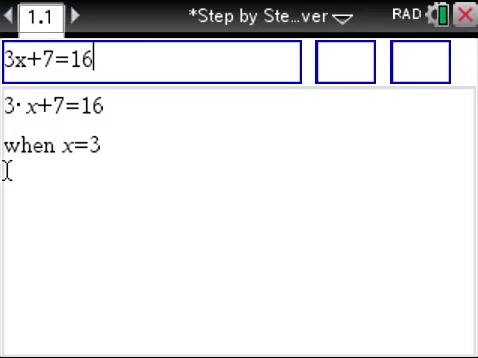 1.1 *Step by Ste...ver RAD
3x+7=16
3· x+7=16
when x=3